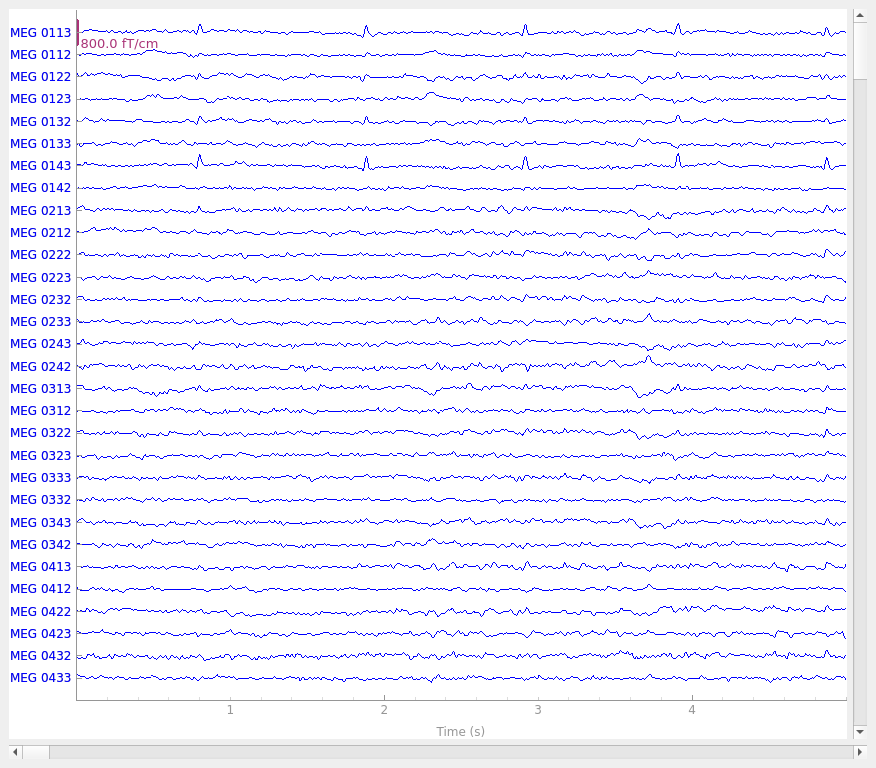 MEG 0113
800.0 fT/cm
MEG 0112
MEG 0122
MEG 0123
MEG 0132
MEG 0133
MEG 0143
MEG 0142
MEG 0213
MEG 0212
MEG 0222
MEG 0223
MEG 0232
MEG 0233
MEG 0243
MEG 0242
MEG 0313
MEG 0312
MEG 0322
MEG 0323
MEG 0333
MEG 0332
MEG 0343
MEG 0342
MEG 0413
MEG 0412
MEG 0422
MEG 0423
MEG 0432
MEG 0433
1 2 3 4
Time (s)